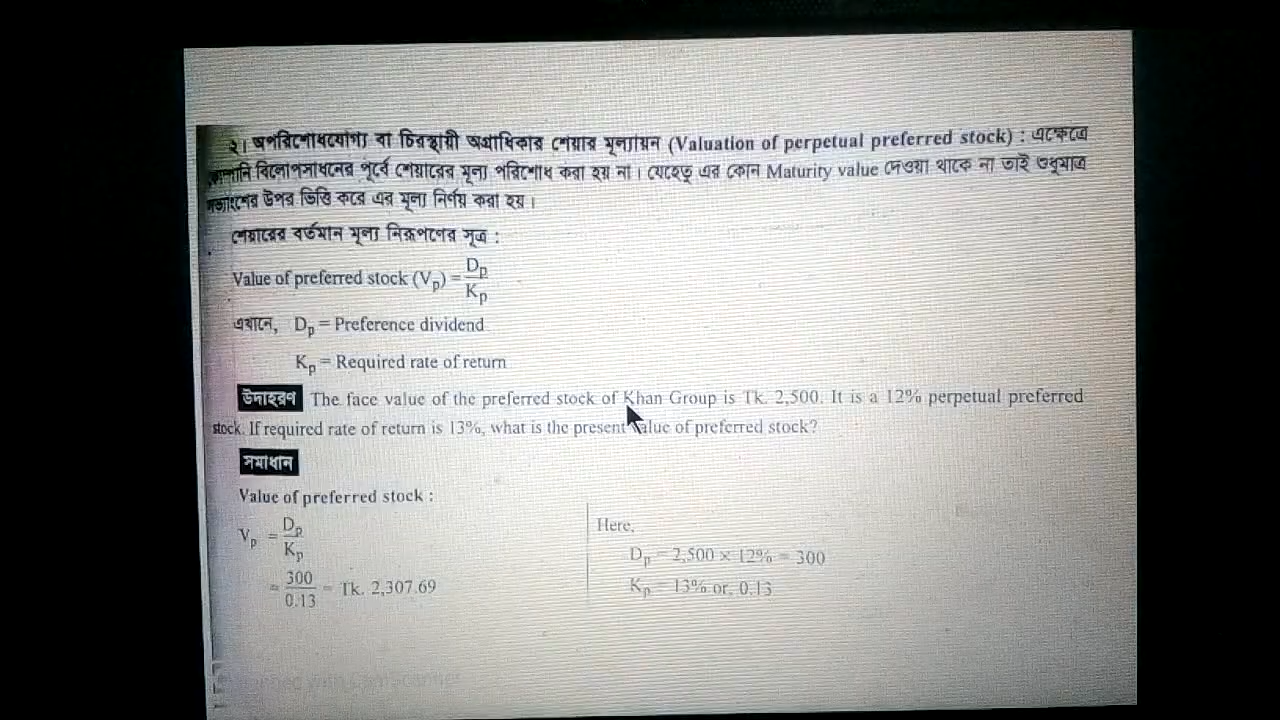 ২। অপরিশোধযোগ্য বা চিরস্থায়ী অগ্রাধিকার শেয়ার মূল্যায়ন (Valuation of perpetual preferred stock) : এক্ষেত্রে
বিলোপসাধনের পূর্বে শেয়ারের মূল্য পরিশোধ করা হয় না। যেহেতু এর কোন Maturity value দেওয়া থাকে না তাই শুধুমাত্র
উপর ভিত্তি করে এর মূল্য নির্ণয় করা হয়।
শেয়ারের বর্তমান মূল্য নিরূপণের সূত্র :
Value of preferred stock (Vp) = Dp/Kp
এখানে, Dp = Preference dividend
Kp = Required rate of return
উদাহরণ The face value of the preferred stock of Khan Group is Tk. 2,500. It is a 12% perpetual preferred
stock. If required rate of return is 13%, what is the present value of preferred stock?
সমাধান
Value of preferred stock :
Vp = Dp/Kp
= 300/0.13 = Tk. 2,307.69
Here,
Dp = 2,500 × 12% = 300
Kp = 13% or, 0.13